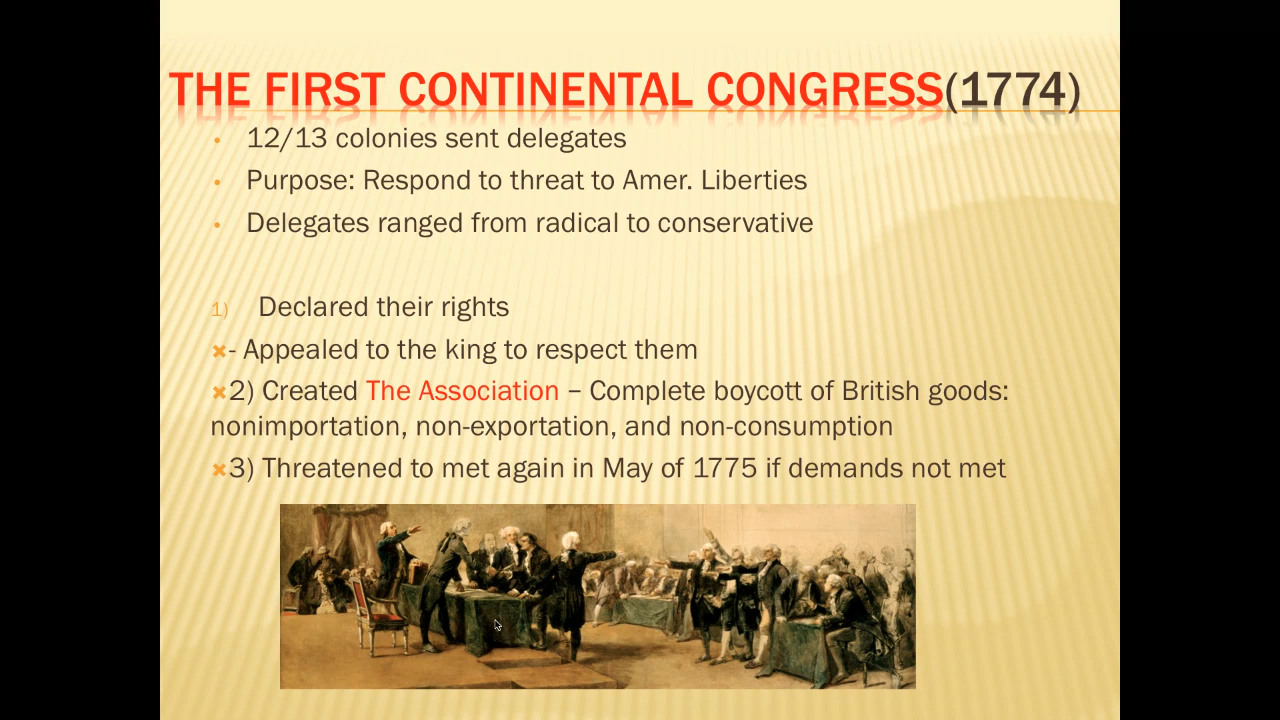 THE FIRST CONTINENTAL CONGRESS(1774)
• 12/13 colonies sent delegates
• Purpose: Respond to threat to Amer. Liberties
• Delegates ranged from radical to conservative
1) Declared their rights
- Appealed to the king to respect them
2) Created The Association – Complete boycott of British goods:
nonimportation, non-exportation, and non-consumption
3) Threatened to met again in May of 1775 if demands not met